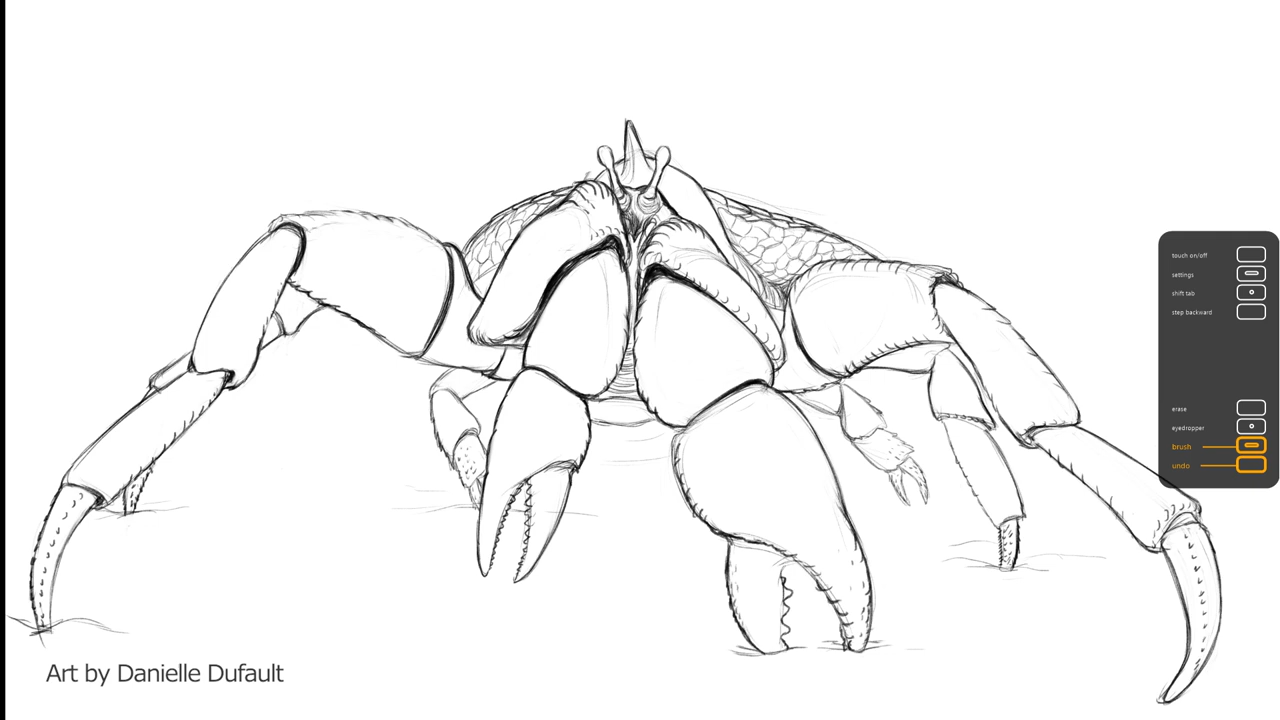 touch on/off
settings
shift tab
step backward
erase
eyedropper
brush
undo
Art by Danielle Dufault